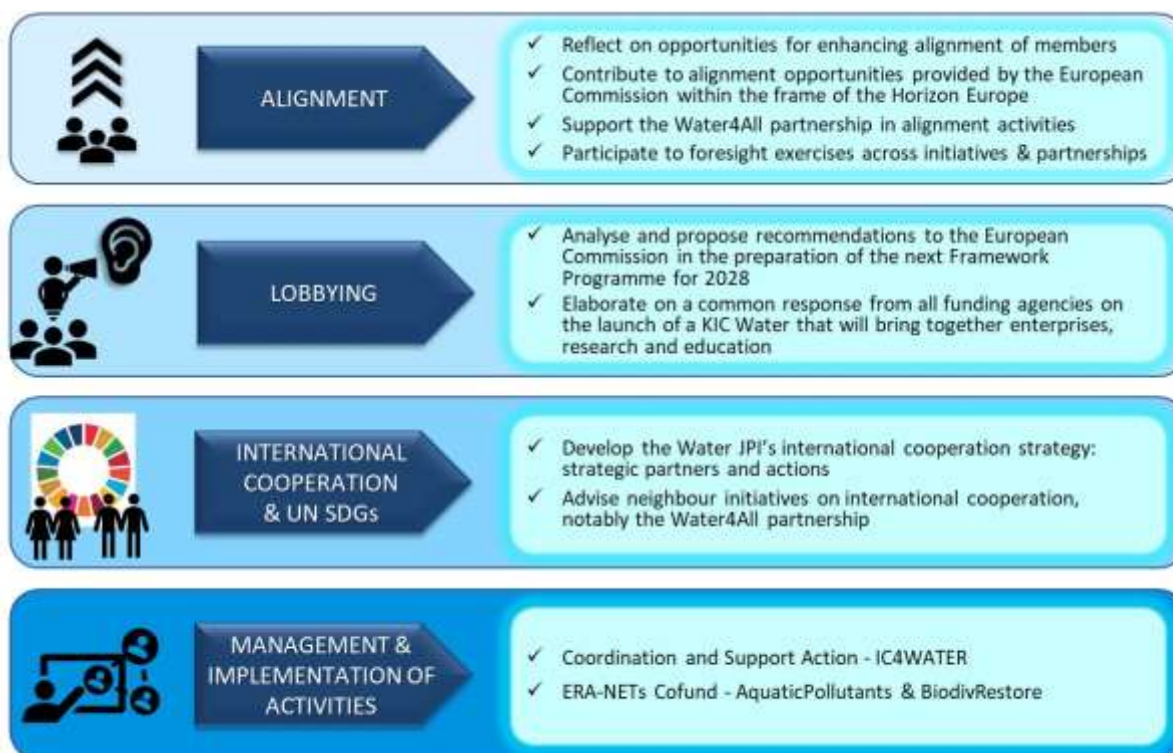 ALIGNMENT
✓ Reflect on opportunities for enhancing alignment of members
✓ Contribute to alignment opportunities provided by the European
Commission within the frame of the Horizon Europe
✓ Support the Water4All partnership in alignment activities
✓ Participate to foresight exercises across initiatives & partnerships
LOBBYING
✓ Analyse and propose recommendations to the European
Commission in the preparation of the next Framework
Programme for 2028
✓ Elaborate on a common response from all funding agencies on
the launch of a KIC Water that will bring together enterprises,
research and education
INTERNATIONAL
COOPERATION
& UN SDGs
✓ Develop the Water JPI's international cooperation strategy:
strategic partners and actions
✓ Advise neighbour initiatives on international cooperation,
notably the Water4All partnership
MANAGEMENT &
IMPLEMENTATION OF
ACTIVITIES
✓ Coordination and Support Action - IC4WATER
✓ ERA-NETs Cofund - AquaticPollutants & BiodivRestore